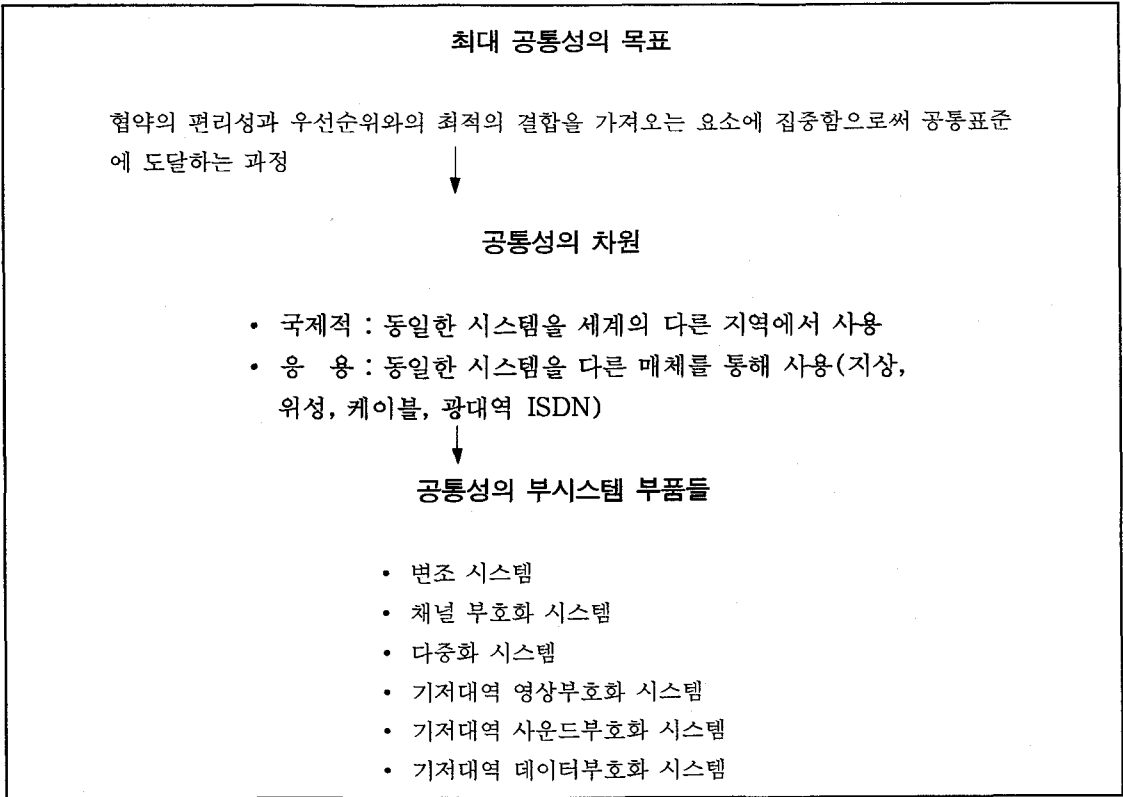 최대 공통성의 목표
협약의 편리성과 우선순위와의 최적의 결합을 가져오는 요소에 집중함으로써 공통표준
에 도달하는 과정
공통성의 차원
• 국제적 : 동일한 시스템을 세계의 다른 지역에서 사용
• 응 용 : 동일한 시스템을 다른 매체를 통해 사용(지상,
위성, 케이블, 광대역 ISDN)
공통성의 부시스템 부품들
• 변조 시스템
• 채널 부호화 시스템
• 다중화 시스템
• 기저대역 영상부호화 시스템
• 기저대역 사운드부호화 시스템
• 기저대역 데이터부호화 시스템